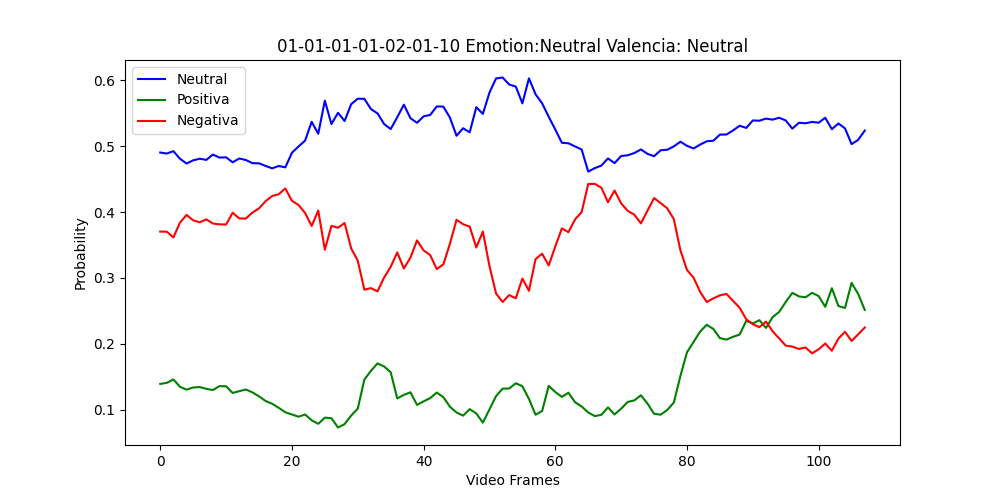 01-01-01-01-02-01-10 Emotion:Neutral Valencia: Neutral
Neutral
Positiva
Negativa
Probability
0.6
0.5
0.4
0.3
0.2
0.1
0 20 40 60 80 100
Video Frames